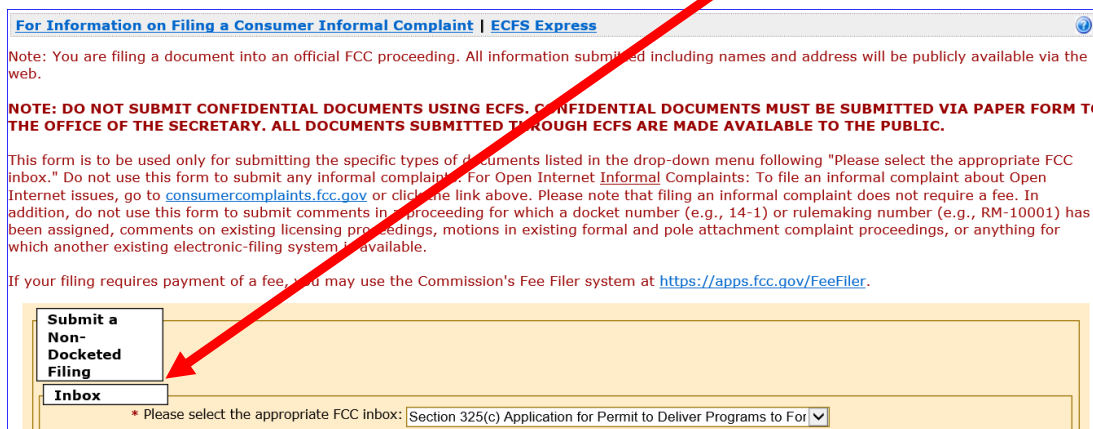 For Information on Filing a Consumer Informal Complaint | ECFS Express
Note: You are filing a document into an official FCC proceeding. All information submitted including names and address will be publicly available via the
web.
NOTE: DO NOT SUBMIT CONFIDENTIAL DOCUMENTS USING ECFS. CONFIDENTIAL DOCUMENTS MUST BE SUBMITTED VIA PAPER FORM TO
THE OFFICE OF THE SECRETARY. ALL DOCUMENTS SUBMITTED THROUGH ECFS ARE MADE AVAILABLE TO THE PUBLIC.
This form is to be used only for submitting the specific types of documents listed in the drop-down menu following "Please select the appropriate FCC
inbox." Do not use this form to submit any informal complaints. For Open Internet Informal Complaints: To file an informal complaint about Open
Internet issues, go to consumercomplaints.fcc.gov or click the link above. Please note that filing an informal complaint does not require a fee. In
addition, do not use this form to submit comments in a proceeding for which a docket number (e.g., 14-1) or rulemaking number (e.g., RM-10001) has
been assigned, comments on existing licensing proceedings, motions in existing formal and pole attachment complaint proceedings, or anything for
which another existing electronic-filing system is available.
If your filing requires payment of a fee, you may use the Commission's Fee Filer system at https://apps.fcc.gov/FeeFiler.
Submit a
Non-
Docketed
Filing
Inbox
* Please select the appropriate FCC inbox: Section 325(c) Application for Permit to Deliver Programs to For